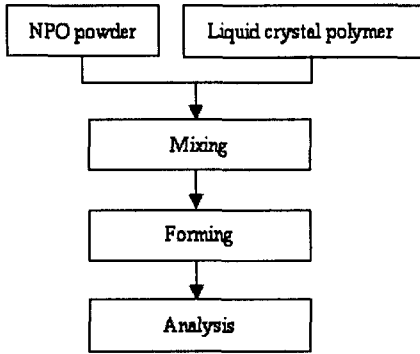 NPO powder
Liquid crystal polymer
Mixing
Forming
Analysis